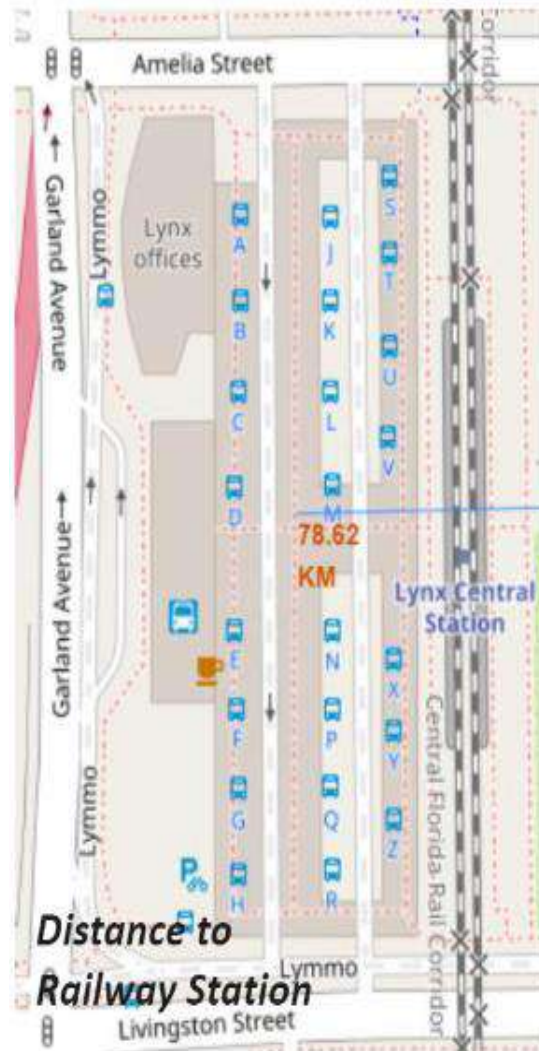 orridor
Amelia Street
Garland Avenue
Lymmo
Lynx
offices
A
B
C
D
J
K
L
M
S
T
U
V
78.62
KM
Lynx Central
Station
Garland Avenue
E
F
G
H
N
P
Q
R
X
Y
Z
Lymmo
P
Central Florida Rail Corridor
Distance to
Railway Station
Lymmo
Livingston Street